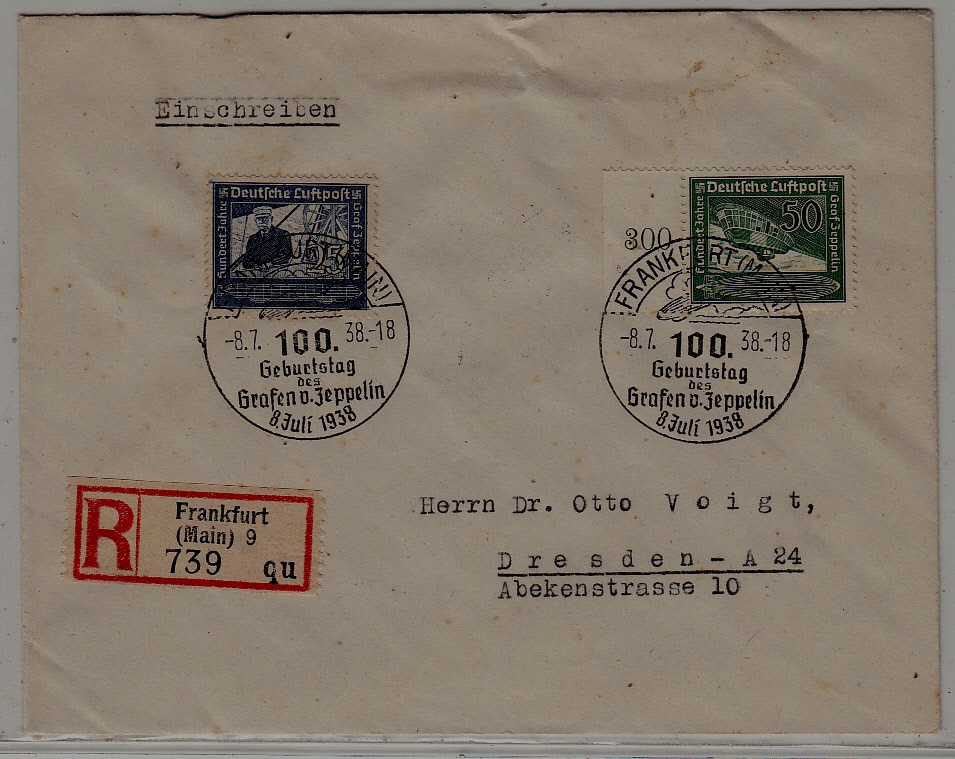 Einschreiben
Deutsche Luftpost
Hundert Jahre
Graf Zeppelin
25
Deutsche Luftpost
Hundert Jahre
Graf Zeppelin
50
300
FRANKFURT (M
-8.7. 100. 38.-18
Geburtstag
des
Grafen v. Zeppelin
8. Juli 1938
-8.7. 100. 38.-18
Geburtstag
des
Grafen v. Zeppelin
8. Juli 1938
R
Frankfurt
(Main) 9
739 qu
Herrn Dr. Otto Voigt,
Dresden - A 24
Abekenstrasse 10